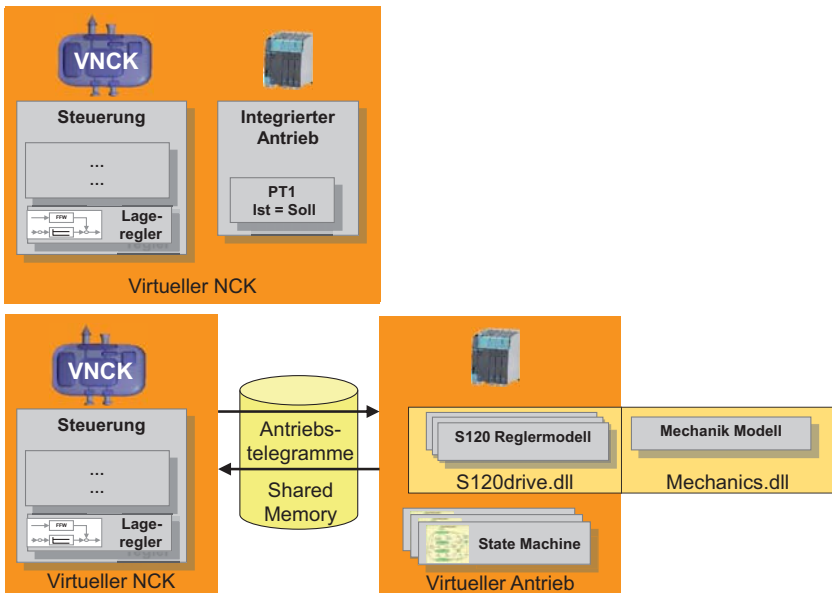 VNCK
Steuerung
...
...
FFW
Lage-
regler
Integrierter
Antrieb
PT1
Ist = Soll
Virtueller NCK
VNCK
Steuerung
...
...
FFW
Lage-
regler
Virtueller NCK
Antriebs-
telegramme
Shared
Memory
S120 Reglermodell
S120drive.dll
Mechanik Modell
Mechanics.dll
State Machine
Virtueller Antrieb